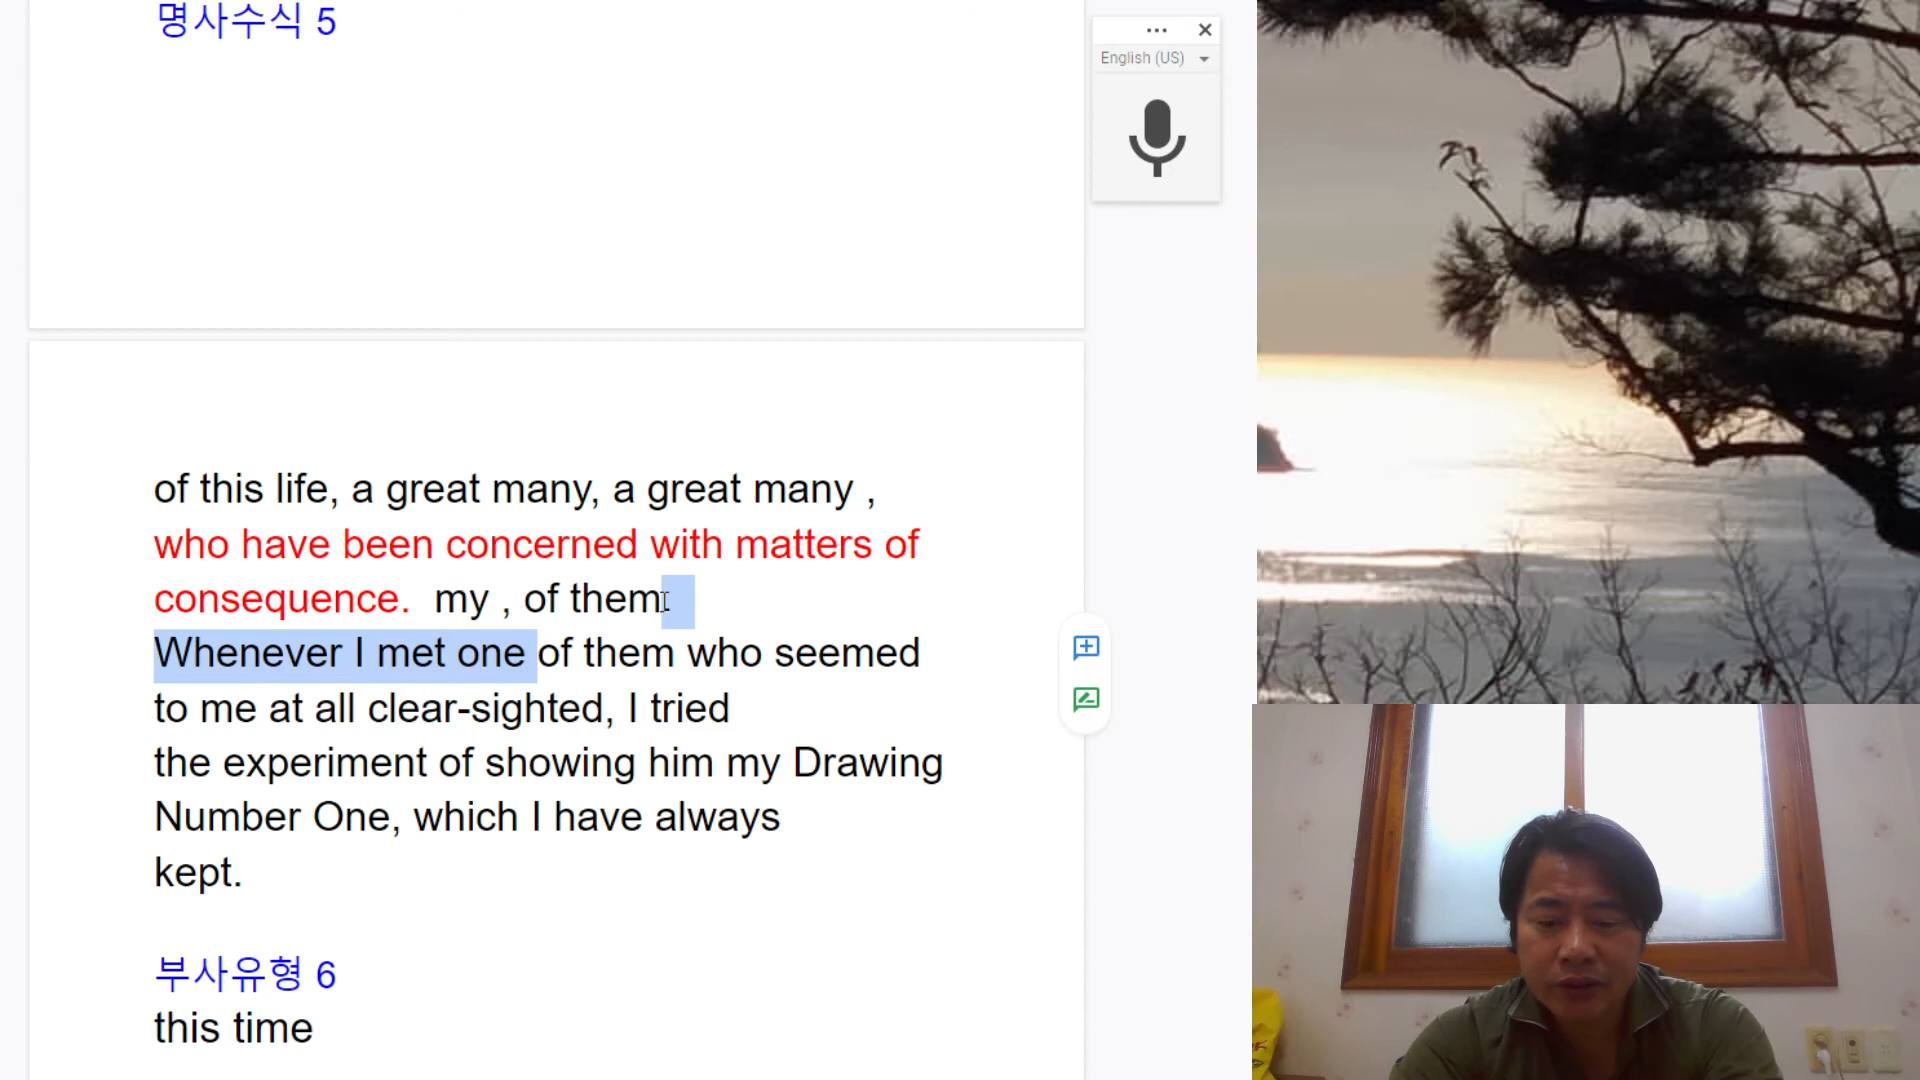 명사수식 5
English (US)
of this life, a great many, a great many ,
who have been concerned with matters of
consequence.  my , of them.
Whenever I met one of them who seemed
to me at all clear-sighted, I tried
the experiment of showing him my Drawing
Number One, which I have always
kept.
부사유형 6
this time